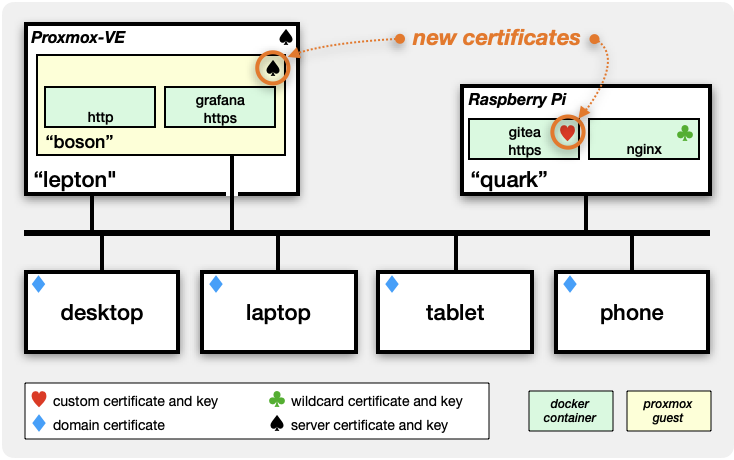 Proxmox-VE
new certificates
http
grafana
https
“boson”
“lepton"
Raspberry Pi
gitea
https
nginx
“quark”
desktop
laptop
tablet
phone
custom certificate and key
wildcard certificate and key
domain certificate
server certificate and key
docker
container
proxmox
guest